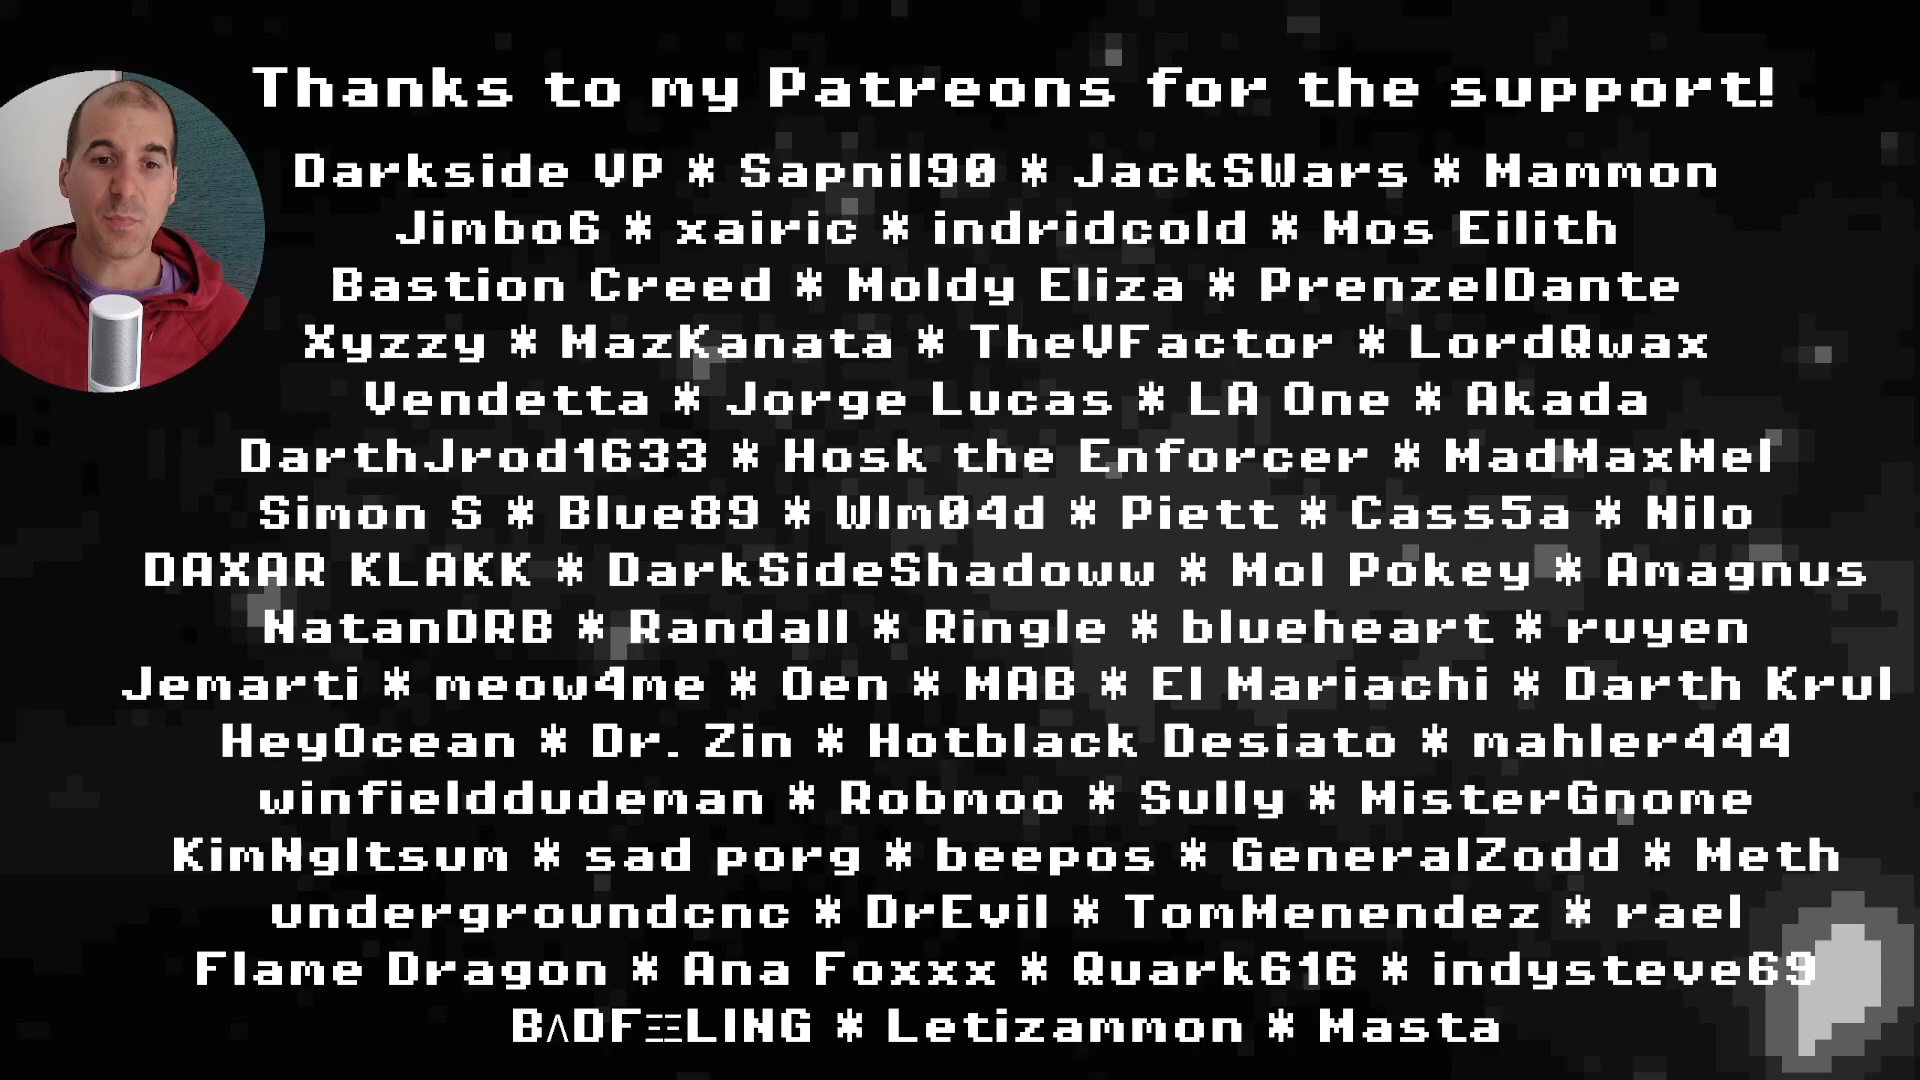 Thanks to my Patreons for the support!
Darkside VP * Sapnil90 * JackSWars * Mammon
Jimbo6 * xairic * indridcold * Mos Eilith
Bastion Creed * Moldy Eliza * PrenzelDante
Xyzzy * MazKanata * TheVFactor * LordQwax
Vendetta * Jorge Lucas * LA One * Akada
DarthJrod1633 * Hosk the Enforcer * MadMaxMel
Simon S * Blue89 * Wlm04d * Piett * Cass5a * Nilo
DAXAR KLAKK * DarkSideShadoww * Mol Pokey * Amagnus
NatanDRB * Randall * Ringle * blueheart * ruyen
Jemarti * meow4me * Oen * MAB * El Mariachi * Darth Krul
HeyOcean * Dr. Zin * Hotblack Desiato * mahler444
winfielddudeman * Robmoo * Sully * MisterGnome
KimNgltsum * sad porg * beepos * GeneralZodd * Meth
undergroundcnc * DrEvil * TomMenendez * rael
Flame Dragon * Ana Foxxx * Quark616 * indysteve69
BΛDFΞΞLING * Letizammon * Masta